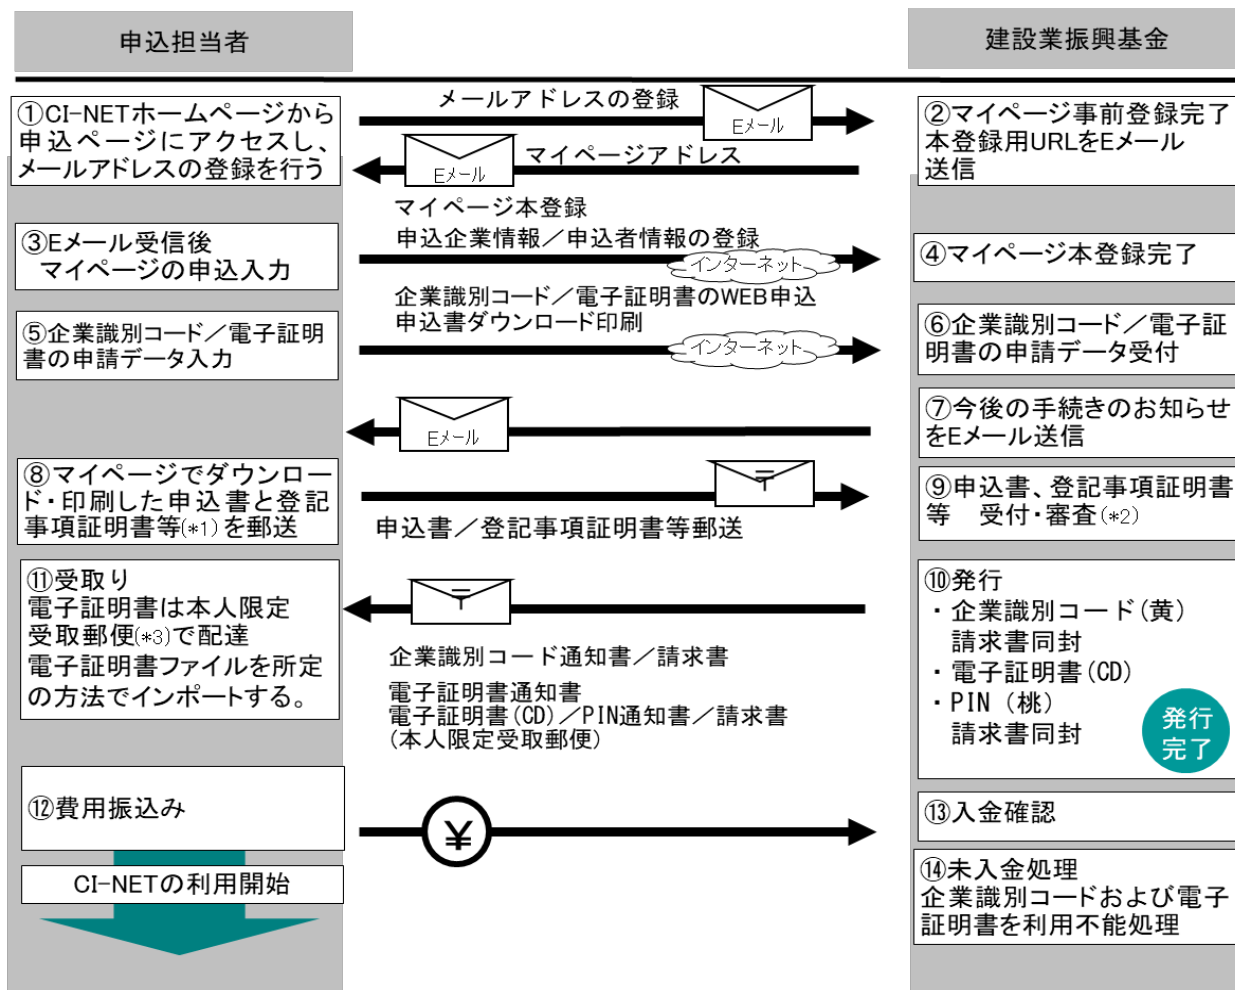 申込担当者
建設業振興基金
①CI-NETホームページから
申込ページにアクセスし、
メールアドレスの登録を行う
メールアドレスの登録
Eメール
②マイページ事前登録完了
本登録用URLをEメール
送信
マイページアドレス
Eメール
③Eメール受信後
マイページの申込入力
マイページ本登録
申込企業情報／申込者情報の登録
インターネット
④マイページ本登録完了
⑤企業識別コード／電子証明
書の申請データ入力
企業識別コード／電子証明書のWEB申込
申込書ダウンロード印刷
インターネット
⑥企業識別コード／電子証
明書の申請データ受付
⑦今後の手続きのお知らせ
をEメール送信
Eメール
⑧マイページでダウンロー
ド・印刷した申込書と登記
事項証明書等(*1)を郵送
〒
申込書／登記事項証明書等郵送
⑨申込書、登記事項証明書
等　受付・審査(*2)
⑩発行
・企業識別コード(黄)
請求書同封
・電子証明書(CD)
・PIN（桃）
請求書同封
発行
完了
〒
企業識別コード通知書／請求書
電子証明書通知書
電子証明書(CD)／PIN通知書／請求書
(本人限定受取郵便)
⑪受取り
電子証明書は本人限定
受取郵便(*3)で配達
電子証明書ファイルを所定
の方法でインポートする。
⑫費用振込み
¥
⑬入金確認
CI-NETの利用開始
⑭未入金処理
企業識別コードおよび電子
証明書を利用不能処理